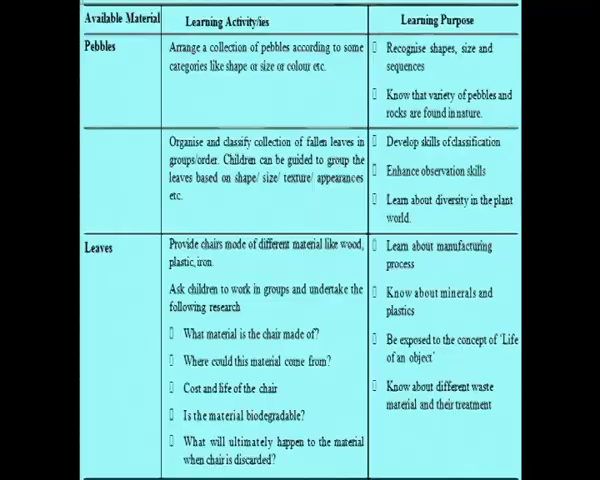 Available Material
Learning Activity/ies
Learning Purpose
Pebbles
Arrange a collection of pebbles according to some
categories like shape or size or colour etc.
Recognise shapes, size and
sequences
Know that variety of pebbles and
rocks are found in nature.
Organise and classify collection of fallen leaves in
groups/order. Children can be guided to group the
leaves based on shape/ size/ texture/ appearances
etc.
Develop skills of classification
Enhance observation skills
Learn about diversity in the plant
world.
Leaves
Provide chairs mode of different material like wood,
plastic, iron.
Ask children to work in groups and undertake the
following research
What material is the chair made of?
Where could this material come from?
Cost and life of the chair
Is the material biodegradable?
What will ultimately happen to the material
when chair is discarded?
Learn about manufacturing
process
Know about minerals and
plastics
Be exposed to the concept of ‘Life
of an object’
Know about different waste
material and their treatment